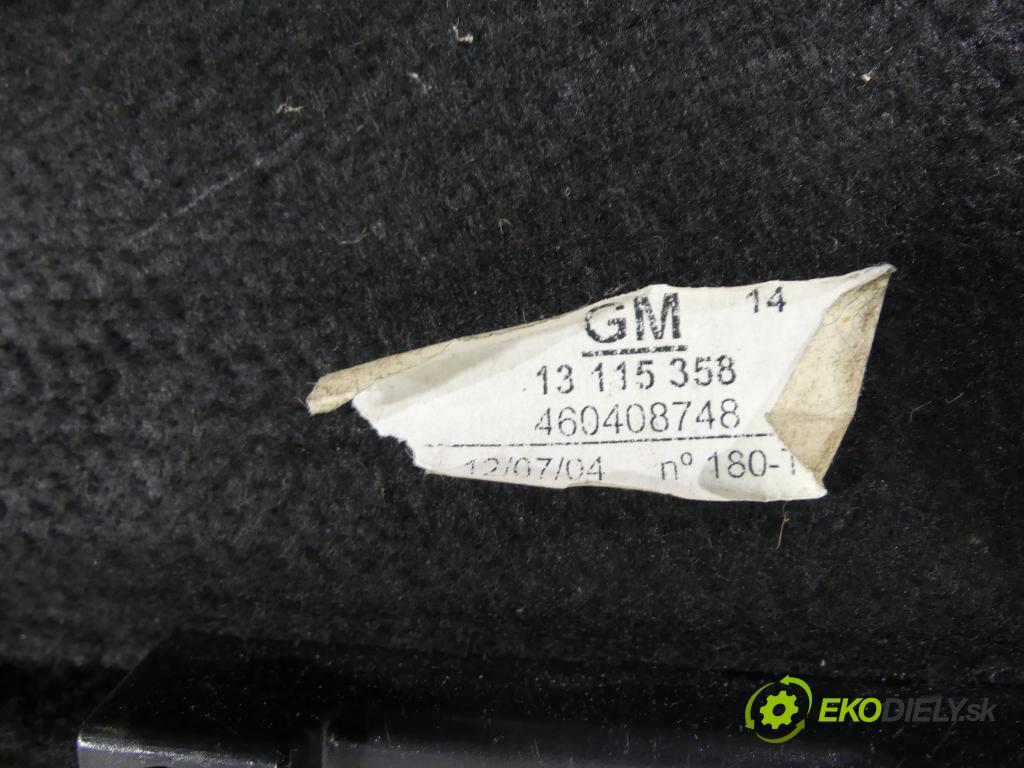 GM 14
13 115 358
460408748
12/07/04 n° 180-
EKODIELY.sk